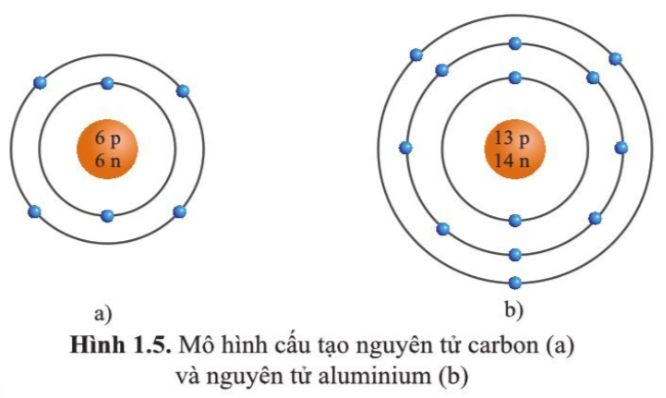 6 p
6 n
13 p
14 n
a)
b)
Hình 1.5. Mô hình cấu tạo nguyên tử carbon (a)
và nguyên tử aluminium (b)